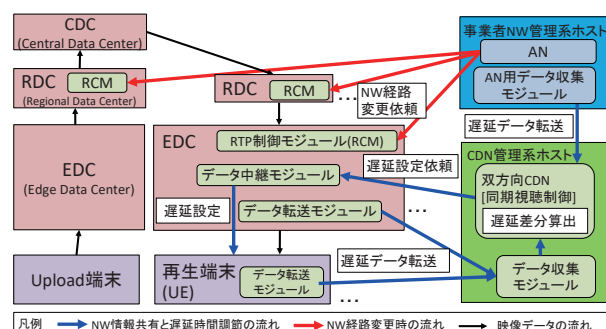 CDC
(Central Data Center)
RDC
RCM
(Regional Data Center)
EDC
(Edge Data Center)
Upload端末
RDC
RCM
...
NW経路
変更依頼
EDC
RTP制御モジュール(RCM)
データ中継モジュール
遅延設定依頼
遅延設定
データ転送モジュール
...
遅延データ転送
再生端末
(UE)
データ転送
モジュール
...
事業者NW管理系ホスト
AN
AN用データ収集
モジュール
遅延データ転送
CDN管理系ホスト
双方向CDN
[同期視聴制御]
遅延差分算出
データ収集
モジュール
凡例
NW情報共有と遅延時間調節の流れ
NW経路変更時の流れ
映像データの流れ